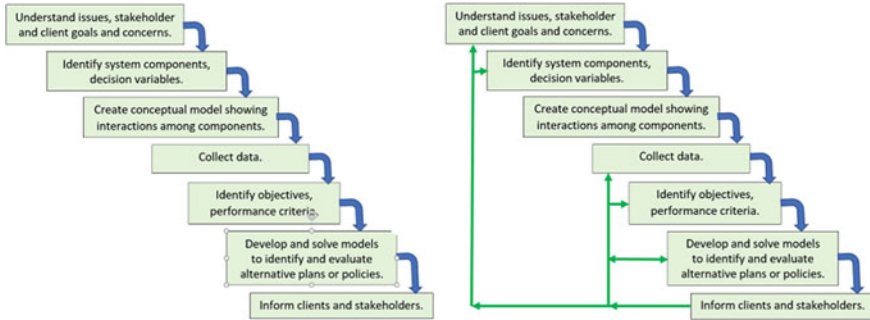 Understand issues, stakeholder
and client goals and concerns.
Identify system components,
decision variables.
Create conceptual model showing
interactions among components.
Collect data.
Identify objectives,
performance criteria.
Develop and solve models
to identify and evaluate
alternative plans or policies.
Inform clients and stakeholders.
Understand issues, stakeholder
and client goals and concerns.
Identify system components,
decision variables.
Create conceptual model showing
interactions among components.
Collect data.
Identify objectives,
performance criteria.
Develop and solve models
to identify and evaluate
alternative plans or policies.
Inform clients and stakeholders.